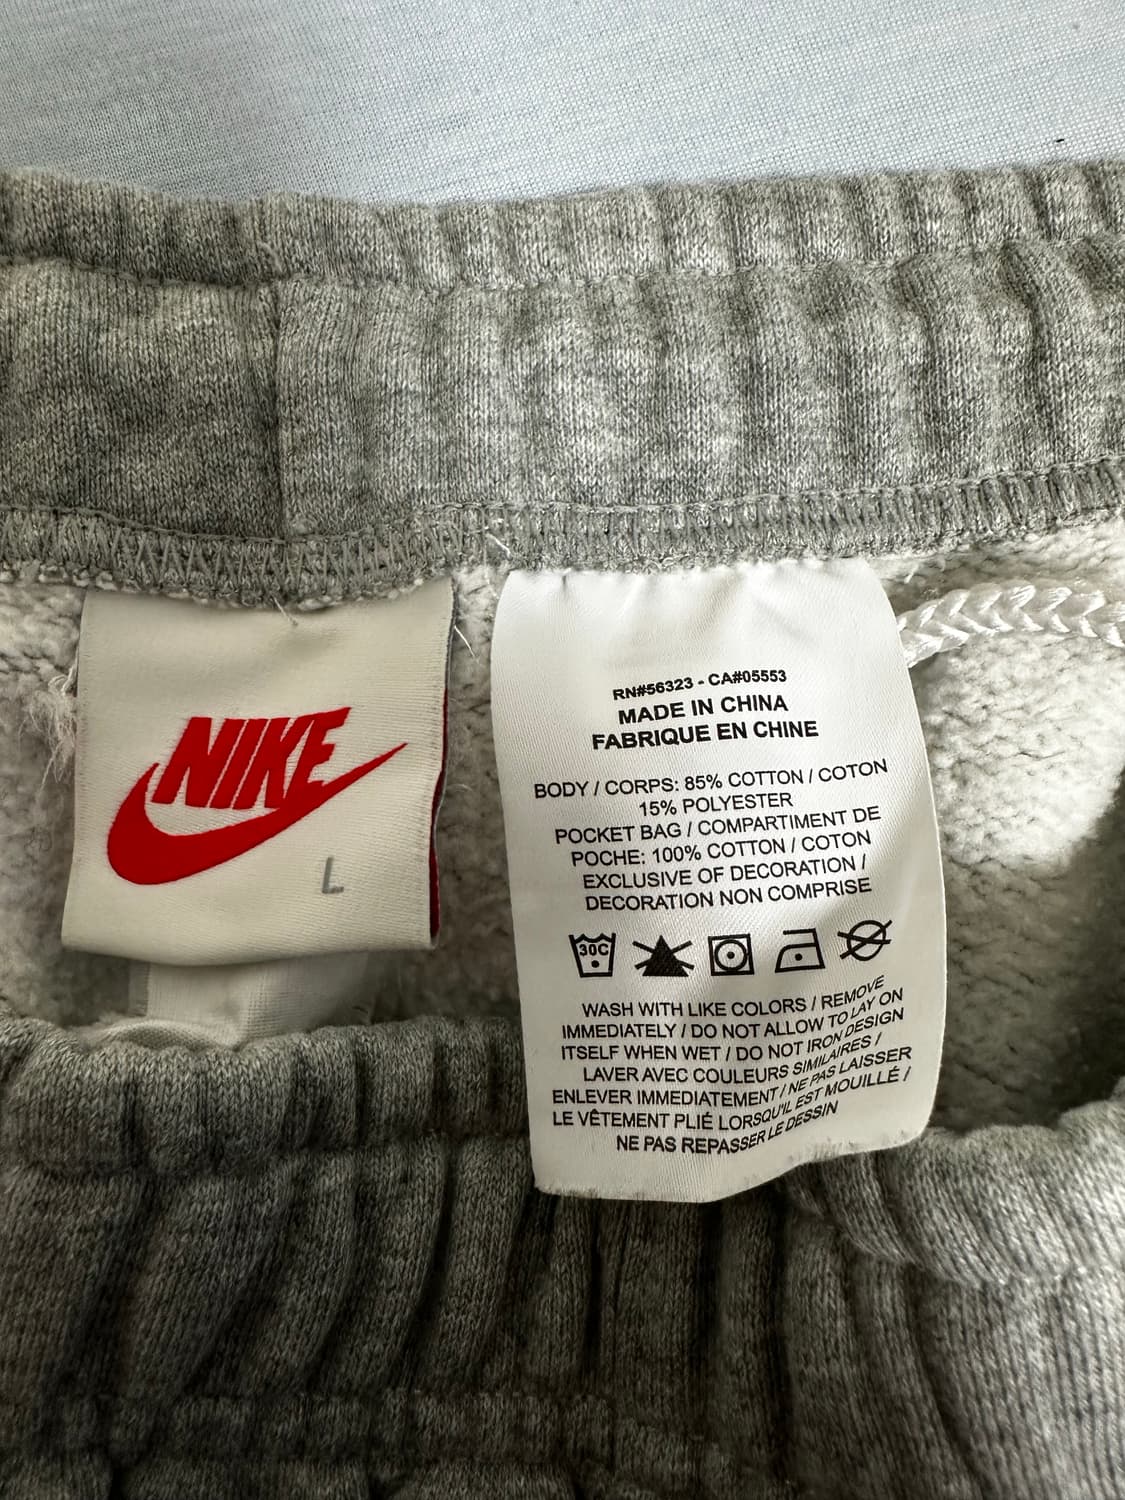 NIKE
L
RN#56323 - CA#05553
MADE IN CHINA
FABRIQUE EN CHINE
BODY / CORPS: 85% COTTON / COTON
15% POLYESTER
POCKET BAG / COMPARTIMENT DE
POCHE: 100% COTTON / COTON
EXCLUSIVE OF DECORATION /
DECORATION NON COMPRISE
30C
WASH WITH LIKE COLORS / REMOVE
IMMEDIATELY / DO NOT ALLOW TO LAY ON
ITSELF WHEN WET / DO NOT IRON DESIGN
LAVER AVEC COULEURS SIMILAIRES /
ENLEVER IMMEDIATEMENT / NE PAS LAISSER
LE VÊTEMENT PLIÉ LORSQU'IL EST MOUILLÉ /
NE PAS REPASSER LE DESSIN